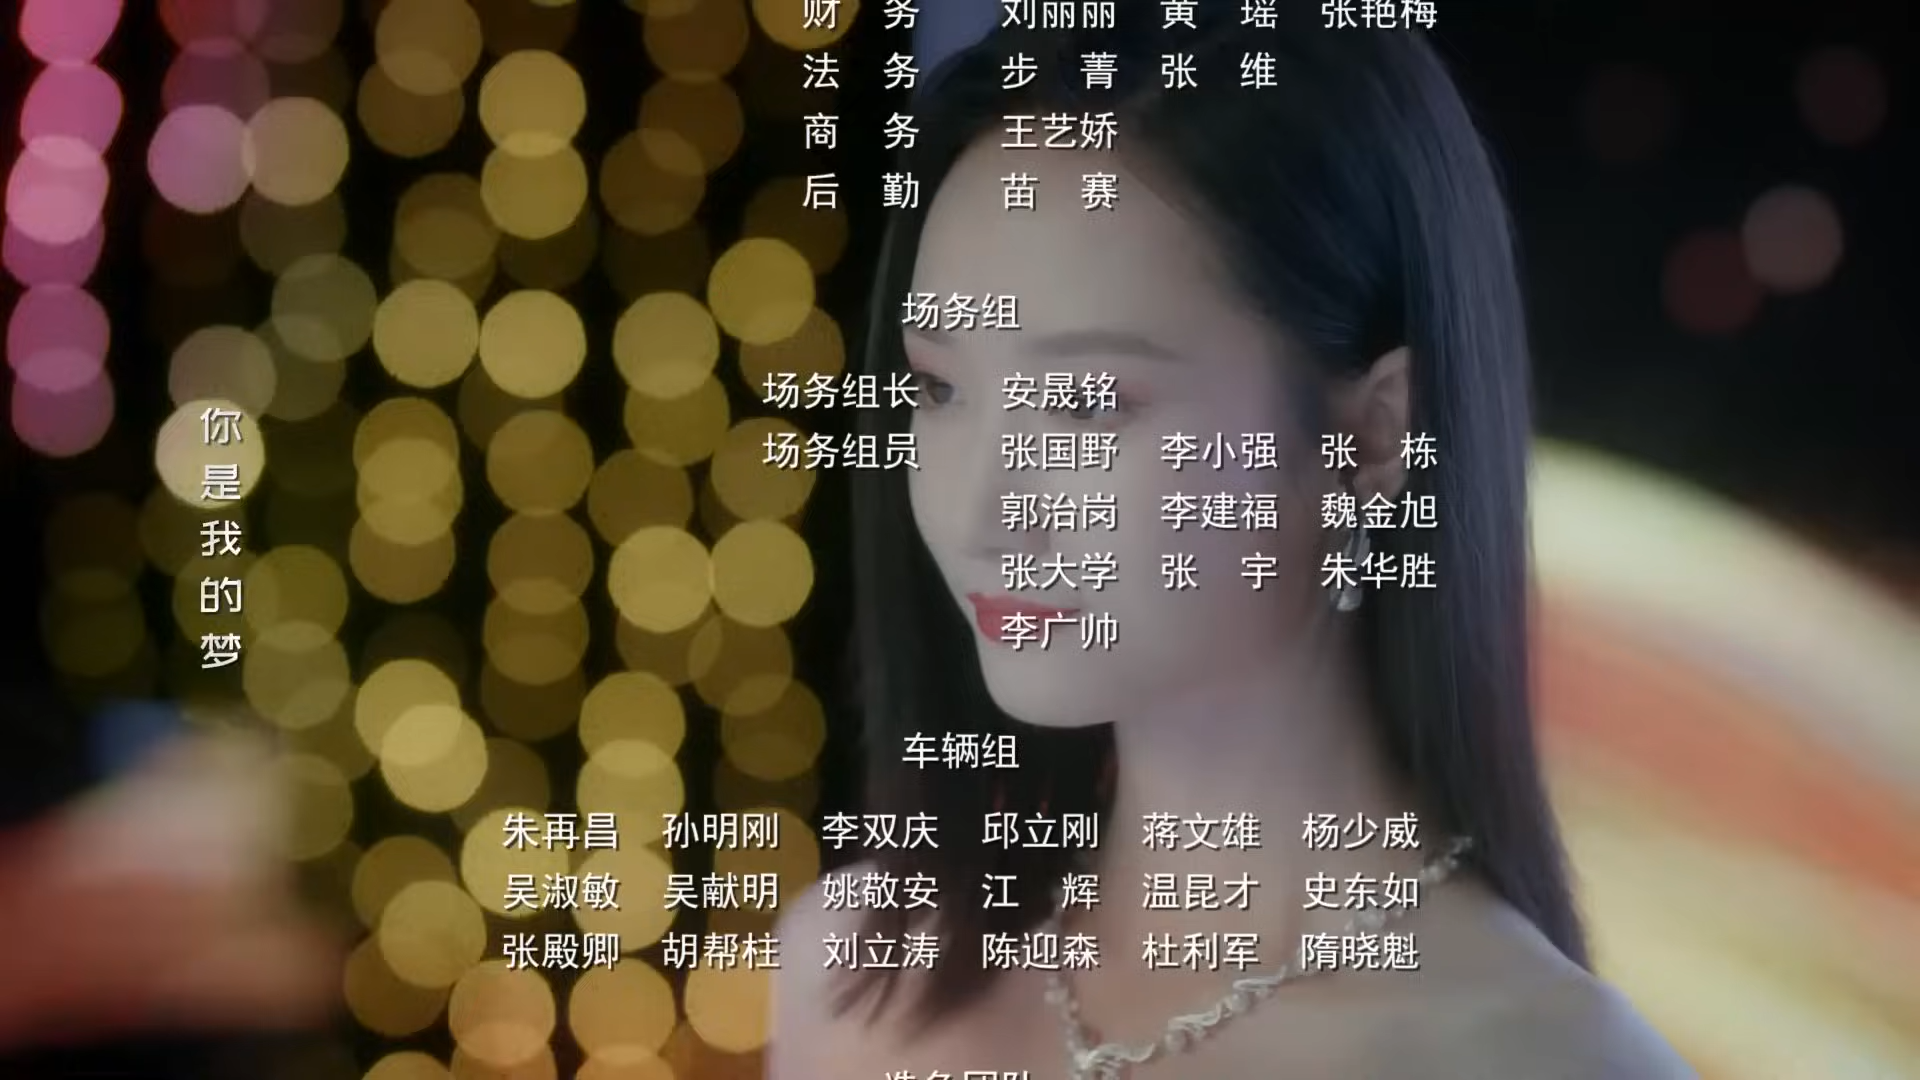 财 务 刘丽丽 黄 瑶 张艳梅
法 务 步 菁 张 维
商 务 王艺娇
后 勤 苗 赛
场务组
场务组长 安晟铭
场务组员 张国野 李小强 张 栋
郭治岗 李建福 魏金旭
张大学 张 宇 朱华胜
李广帅
你是我的梦
车辆组
朱再昌 孙明刚 李双庆 邱立刚 蒋文雄 杨少威
吴淑敏 吴献明 姚敬安 江 辉 温昆才 史东如
张殿卿 胡帮柱 刘立涛 陈迎森 杜利军 隋晓魁